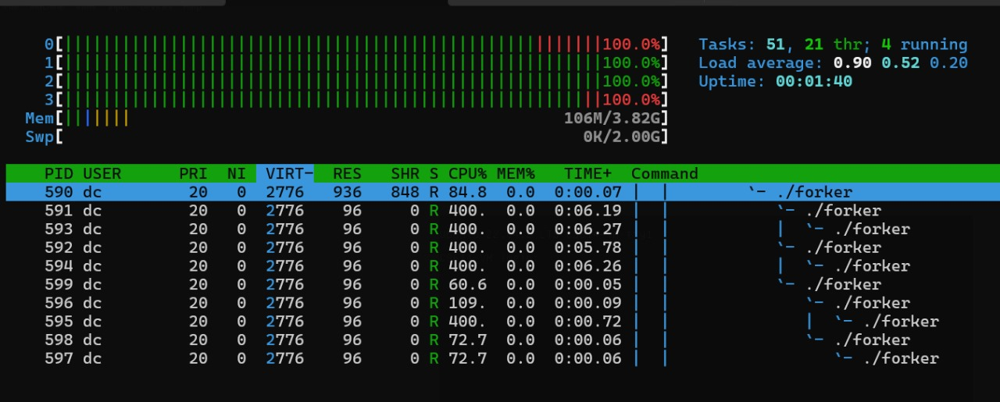 0[||||||||||||||||||||||||||||||||||||||||||||||||||||||||100.0%] Tasks: 51, 21 thr; 4 running
1[||||||||||||||||||||||||||||||||||||||||||||||||||||||||100.0%] Load average: 0.90 0.52 0.20
2[||||||||||||||||||||||||||||||||||||||||||||||||||||||||100.0%] Uptime: 00:01:40
3[||||||||||||||||||||||||||||||||||||||||||||||||||||||||100.0%]
Mem[||||||| 106M/3.82G]
Swp[ 0K/2.00G]
PID USER PRI NI VIRT- RES SHR S CPU% MEM% TIME+ Command
590 dc 20 0 2776 936 848 R 84.8 0.0 0:00.07 | | `- ./forker
591 dc 20 0 2776 96 0 R 400. 0.0 0:06.19 | | `- ./forker
593 dc 20 0 2776 96 0 R 400. 0.0 0:06.27 | | | `- ./forker
592 dc 20 0 2776 96 0 R 400. 0.0 0:05.78 | | `- ./forker
594 dc 20 0 2776 96 0 R 400. 0.0 0:06.26 | | | `- ./forker
599 dc 20 0 2776 96 0 R 60.6 0.0 0:00.05 | | `- ./forker
596 dc 20 0 2776 96 0 R 109. 0.0 0:00.09 | | `- ./forker
595 dc 20 0 2776 96 0 R 400. 0.0 0:00.72 | | | `- ./forker
598 dc 20 0 2776 96 0 R 72.7 0.0 0:00.06 | | `- ./forker
597 dc 20 0 2776 96 0 R 72.7 0.0 0:00.06 | | `- ./forker